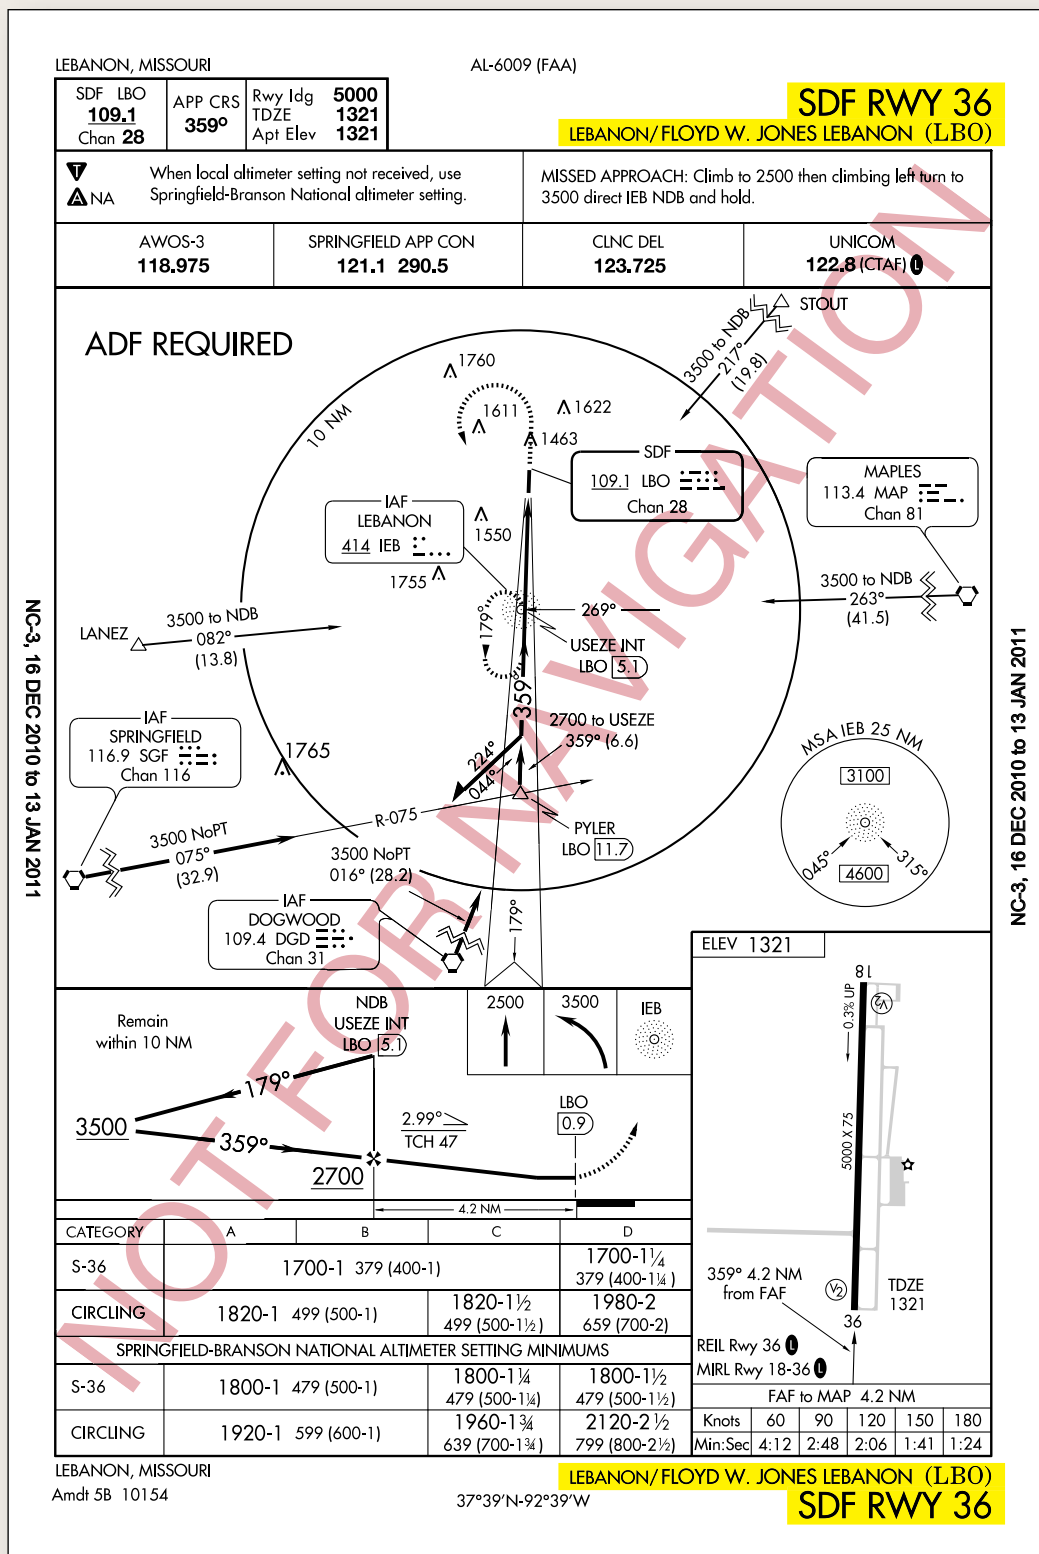 LEBANON, MISSOURI
AL-6009 (FAA)
SDF LBO
109.1
Chan 28
APP CRS
359°
Rwy ldg 5000
TDZE 1321
Apt Elev 1321
SDF RWY 36
LEBANON/FLOYD W. JONES LEBANON (LBO)
T
A NA
When local altimeter setting not received, use
Springfield-Branson National altimeter setting.
MISSED APPROACH: Climb to 2500 then climbing left turn to
3500 direct IEB NDB and hold.
AWOS-3
118.975
SPRINGFIELD APP CON
121.1 290.5
CLNC DEL
123.725
UNICOM
122.8 (CTAF) L
ADF REQUIRED
STOUT
3500 to NDB
217°
(19.8)
10 NM
1760
1611
1622
1463
SDF
109.1 LBO
Chan 28
MAPLES
113.4 MAP
Chan 81
IAF
LEBANON
414 IEB
1550
1755
3500 to NDB
263°
(41.5)
LANEZ
3500 to NDB
082°
(13.8)
179°
269°
USEZE INT
LBO 5.1
359°
2700 to USEZE
359° (6.6)
IAF
SPRINGFIELD
116.9 SGF
Chan 116
1765
224°
044°
R-075
PYLER
LBO 11.7
3500 NoPT
075°
(32.9)
3500 NoPT
016° (28.2)
IAF
DOGWOOD
109.4 DGD
Chan 31
179°
MSA IEB 25 NM
3100
4600
045°
315°
NC-3, 16 DEC 2010 to 13 JAN 2011
NC-3, 16 DEC 2010 to 13 JAN 2011
NOT FOR NAVIGATION
Remain
within 10 NM
NDB
USEZE INT
LBO 5.1
2500
3500
IEB
179°
3500
359°
2700
2.99°
TCH 47
LBO
0.9
4.2 NM
ELEV 1321
18
V2
0.3% UP
5000 X 75
359° 4.2 NM
from FAF
V2
TDZE
1321
36
REIL Rwy 36 L
MIRL Rwy 18-36 L
FAF to MAP 4.2 NM
Knots 60 90 120 150 180
Min:Sec 4:12 2:48 2:06 1:41 1:24
CATEGORY A B C D
S-36 1700-1 379 (400-1) 1700-1¼ 379 (400-1¼)
CIRCLING 1820-1 499 (500-1) 1820-1½ 499 (500-1½) 1980-2 659 (700-2)
SPRINGFIELD-BRANSON NATIONAL ALTIMETER SETTING MINIMUMS
S-36 1800-1 479 (500-1) 1800-1¼ 479 (500-1¼) 1800-1½ 479 (500-1½)
CIRCLING 1920-1 599 (600-1) 1960-1¾ 639 (700-1¾) 2120-2½ 799 (800-2½)
LEBANON, MISSOURI
Amdt 5B 10154
37°39'N-92°39'W
LEBANON/FLOYD W. JONES LEBANON (LBO)
SDF RWY 36